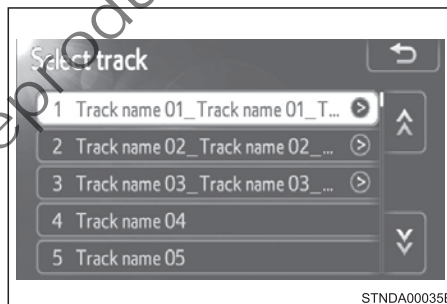 Select track
1 Track name 01_Track name 01_T...
2 Track name 02_Track name 02_...
3 Track name 03_Track name 03_...
4 Track name 04
5 Track name 05